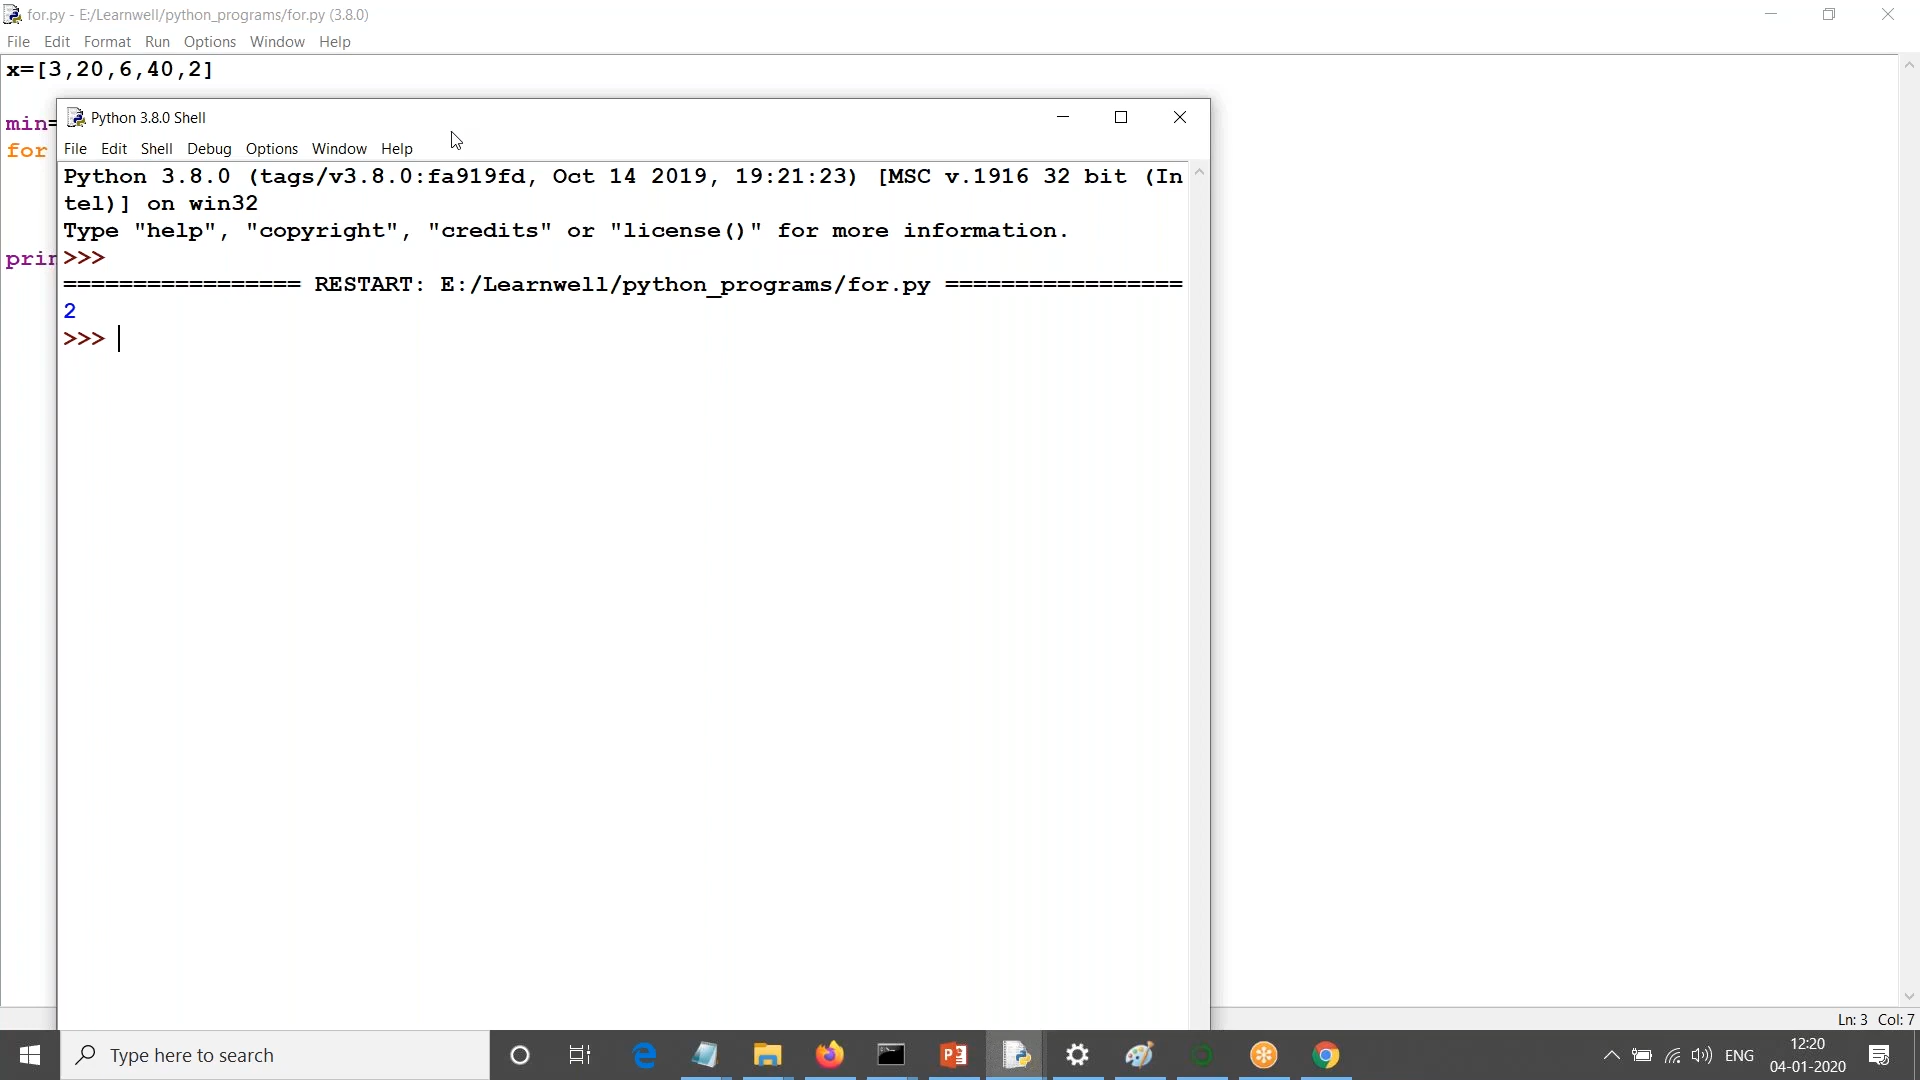 for.py - E:/Learnwell/python_programs/for.py (3.8.0)
File Edit Format Run Options Window Help
x=[3,20,6,40,2]
min=
for
prin
Python 3.8.0 Shell
File Edit Shell Debug Options Window Help
Python 3.8.0 (tags/v3.8.0:fa919fd, Oct 14 2019, 19:21:23) [MSC v.1916 32 bit (In
tel)] on win32
Type "help", "copyright", "credits" or "license()" for more information.
>>>
================= RESTART: E:/Learnwell/python_programs/for.py =================
2
>>>
Ln: 3 Col: 7
Type here to search
ENG
12:20
04-01-2020